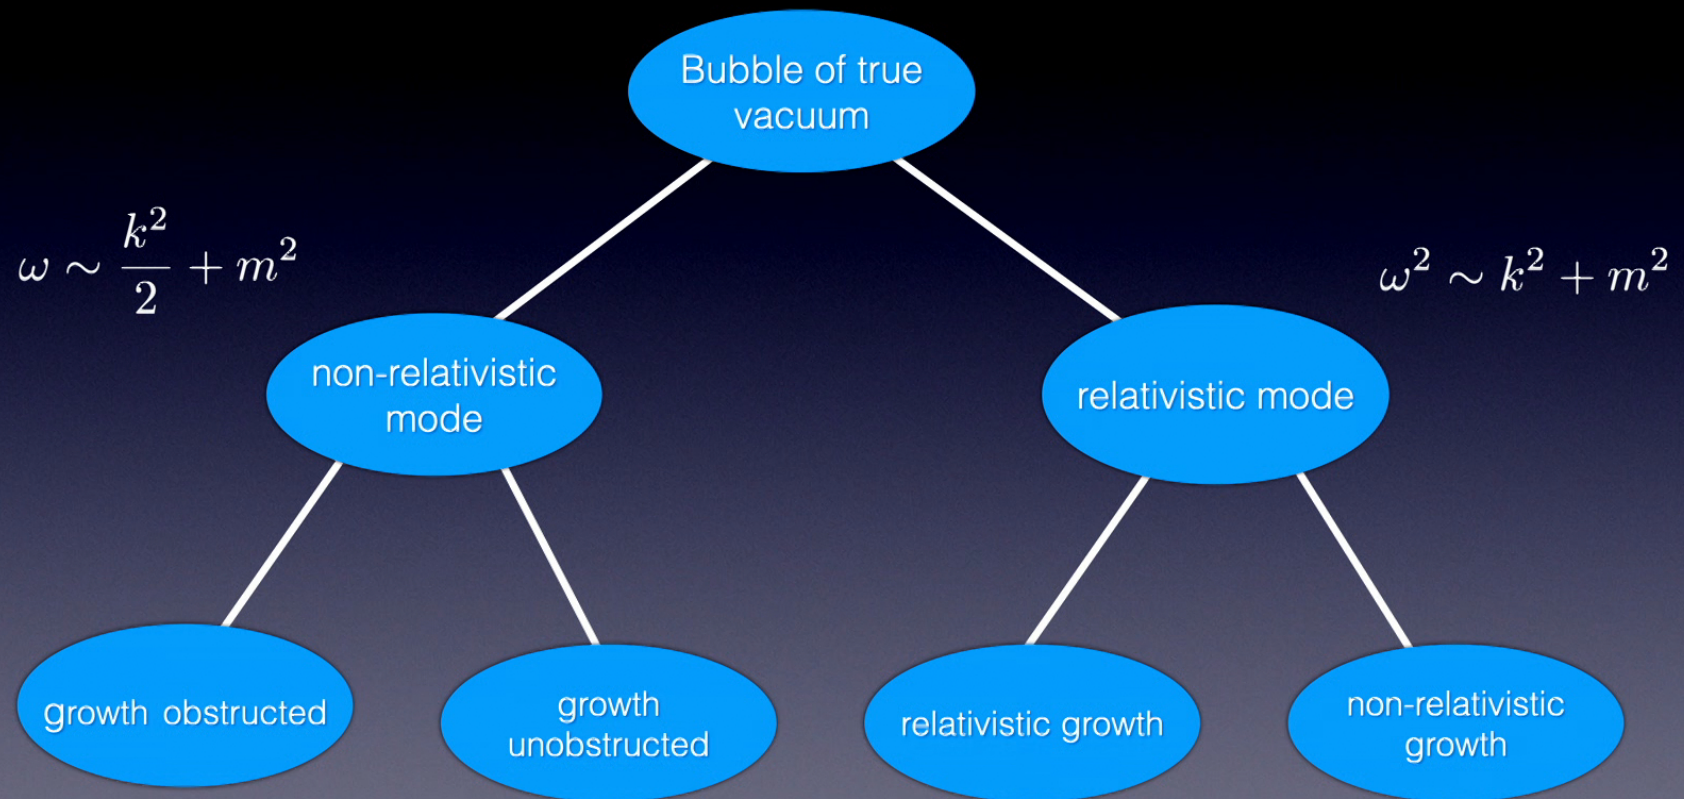 Bubble of true
vacuum
ω ~ k²/2 + m²
ω² ~ k² + m²
non-relativistic
mode
relativistic mode
growth obstructed
growth
unobstructed
relativistic growth
non-relativistic
growth